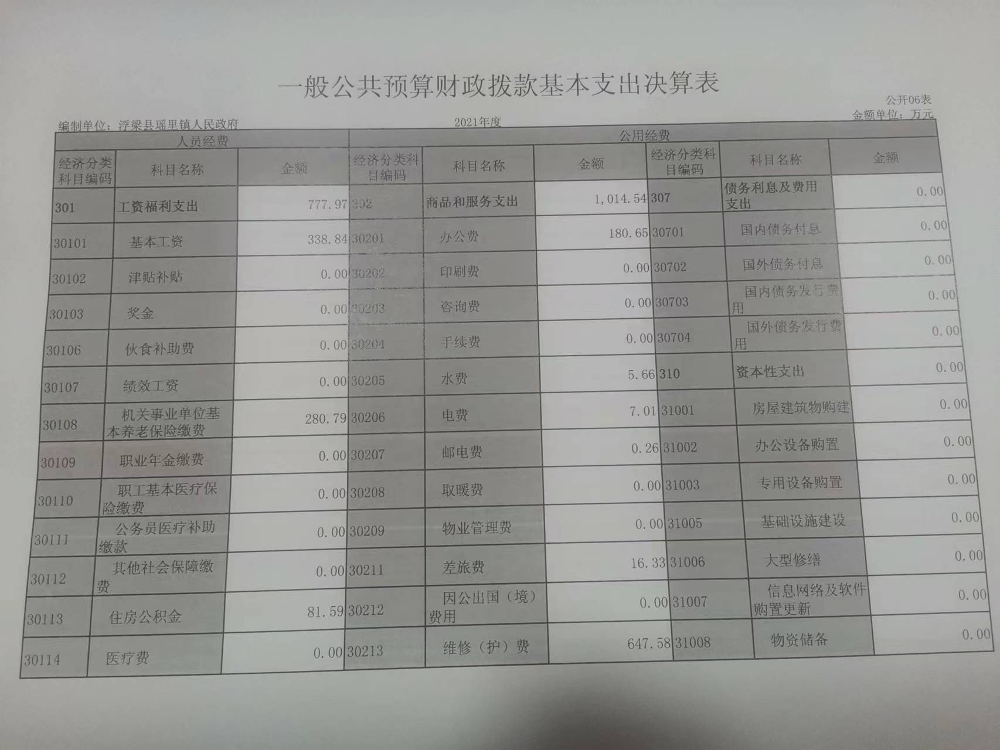 一般公共预算财政拨款基本支出决算表
公开06表
编制单位：浮梁县瑶里镇人民政府 2021年度 金额单位：万元
人员经费 公用经费
经济分类科目编码 科目名称 金额 经济分类科目编码 科目名称 金额 经济分类科目编码 科目名称 金额
301 工资福利支出 777.97 302 商品和服务支出 1,014.54 307 债务利息及费用支出 0.00
30101 基本工资 338.84 30201 办公费 180.65 30701 国内债务付息 0.00
30102 津贴补贴 0.00 30202 印刷费 0.00 30702 国外债务付息 0.00
30103 奖金 0.00 30203 咨询费 0.00 30703 国内债务发行费用 0.00
30106 伙食补助费 0.00 30204 手续费 0.00 30704 国外债务发行费用 0.00
30107 绩效工资 0.00 30205 水费 5.66 310 资本性支出 0.00
30108 机关事业单位基本养老保险缴费 280.79 30206 电费 7.01 31001 房屋建筑物购建 0.00
30109 职业年金缴费 0.00 30207 邮电费 0.26 31002 办公设备购置 0.00
30110 职工基本医疗保险缴费 0.00 30208 取暖费 0.00 31003 专用设备购置 0.00
30111 公务员医疗补助缴款 0.00 30209 物业管理费 0.00 31005 基础设施建设 0.00
30112 其他社会保障缴费 0.00 30211 差旅费 16.33 31006 大型修缮 0.00
30113 住房公积金 81.59 30212 因公出国（境）费用 0.00 31007 信息网络及软件购置更新 0.00
30114 医疗费 0.00 30213 维修（护）费 647.58 31008 物资储备 0.00